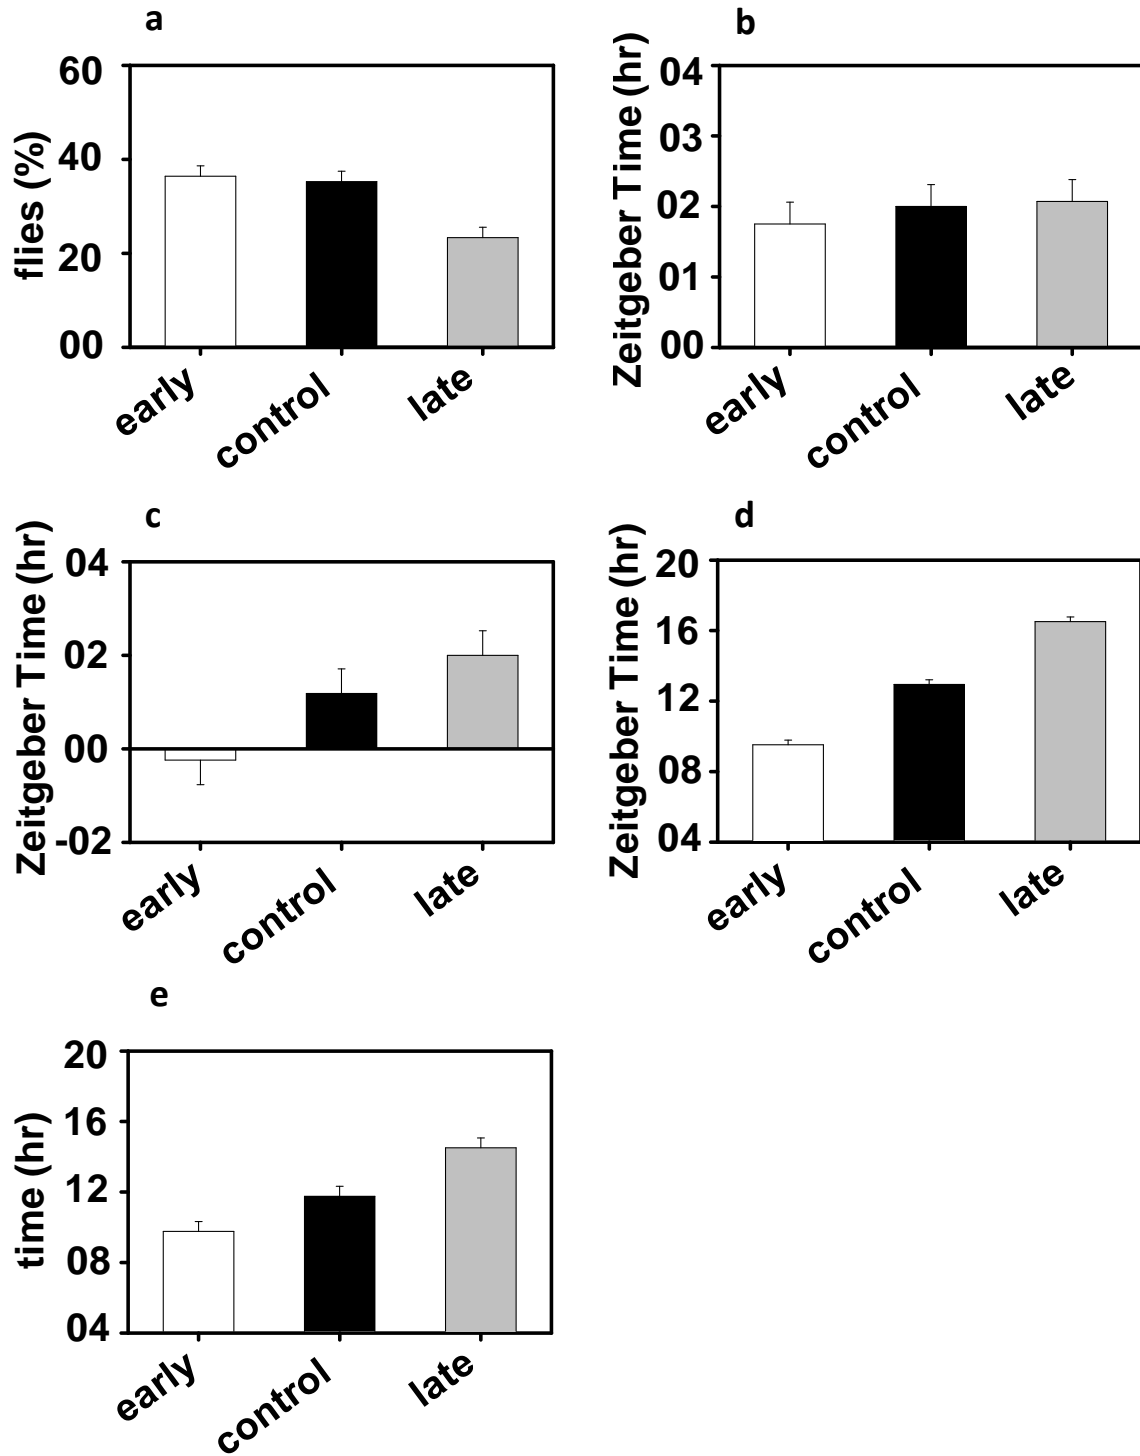 a
60
40
20
00
flies (%)
early
control
late
b
04
03
02
01
00
Zeitgeber Time (hr)
early
control
late
c
04
02
00
-02
Zeitgeber Time (hr)
early
control
late
d
20
16
12
08
04
Zeitgeber Time (hr)
early
control
late
e
20
16
12
08
04
time (hr)
early
control
late